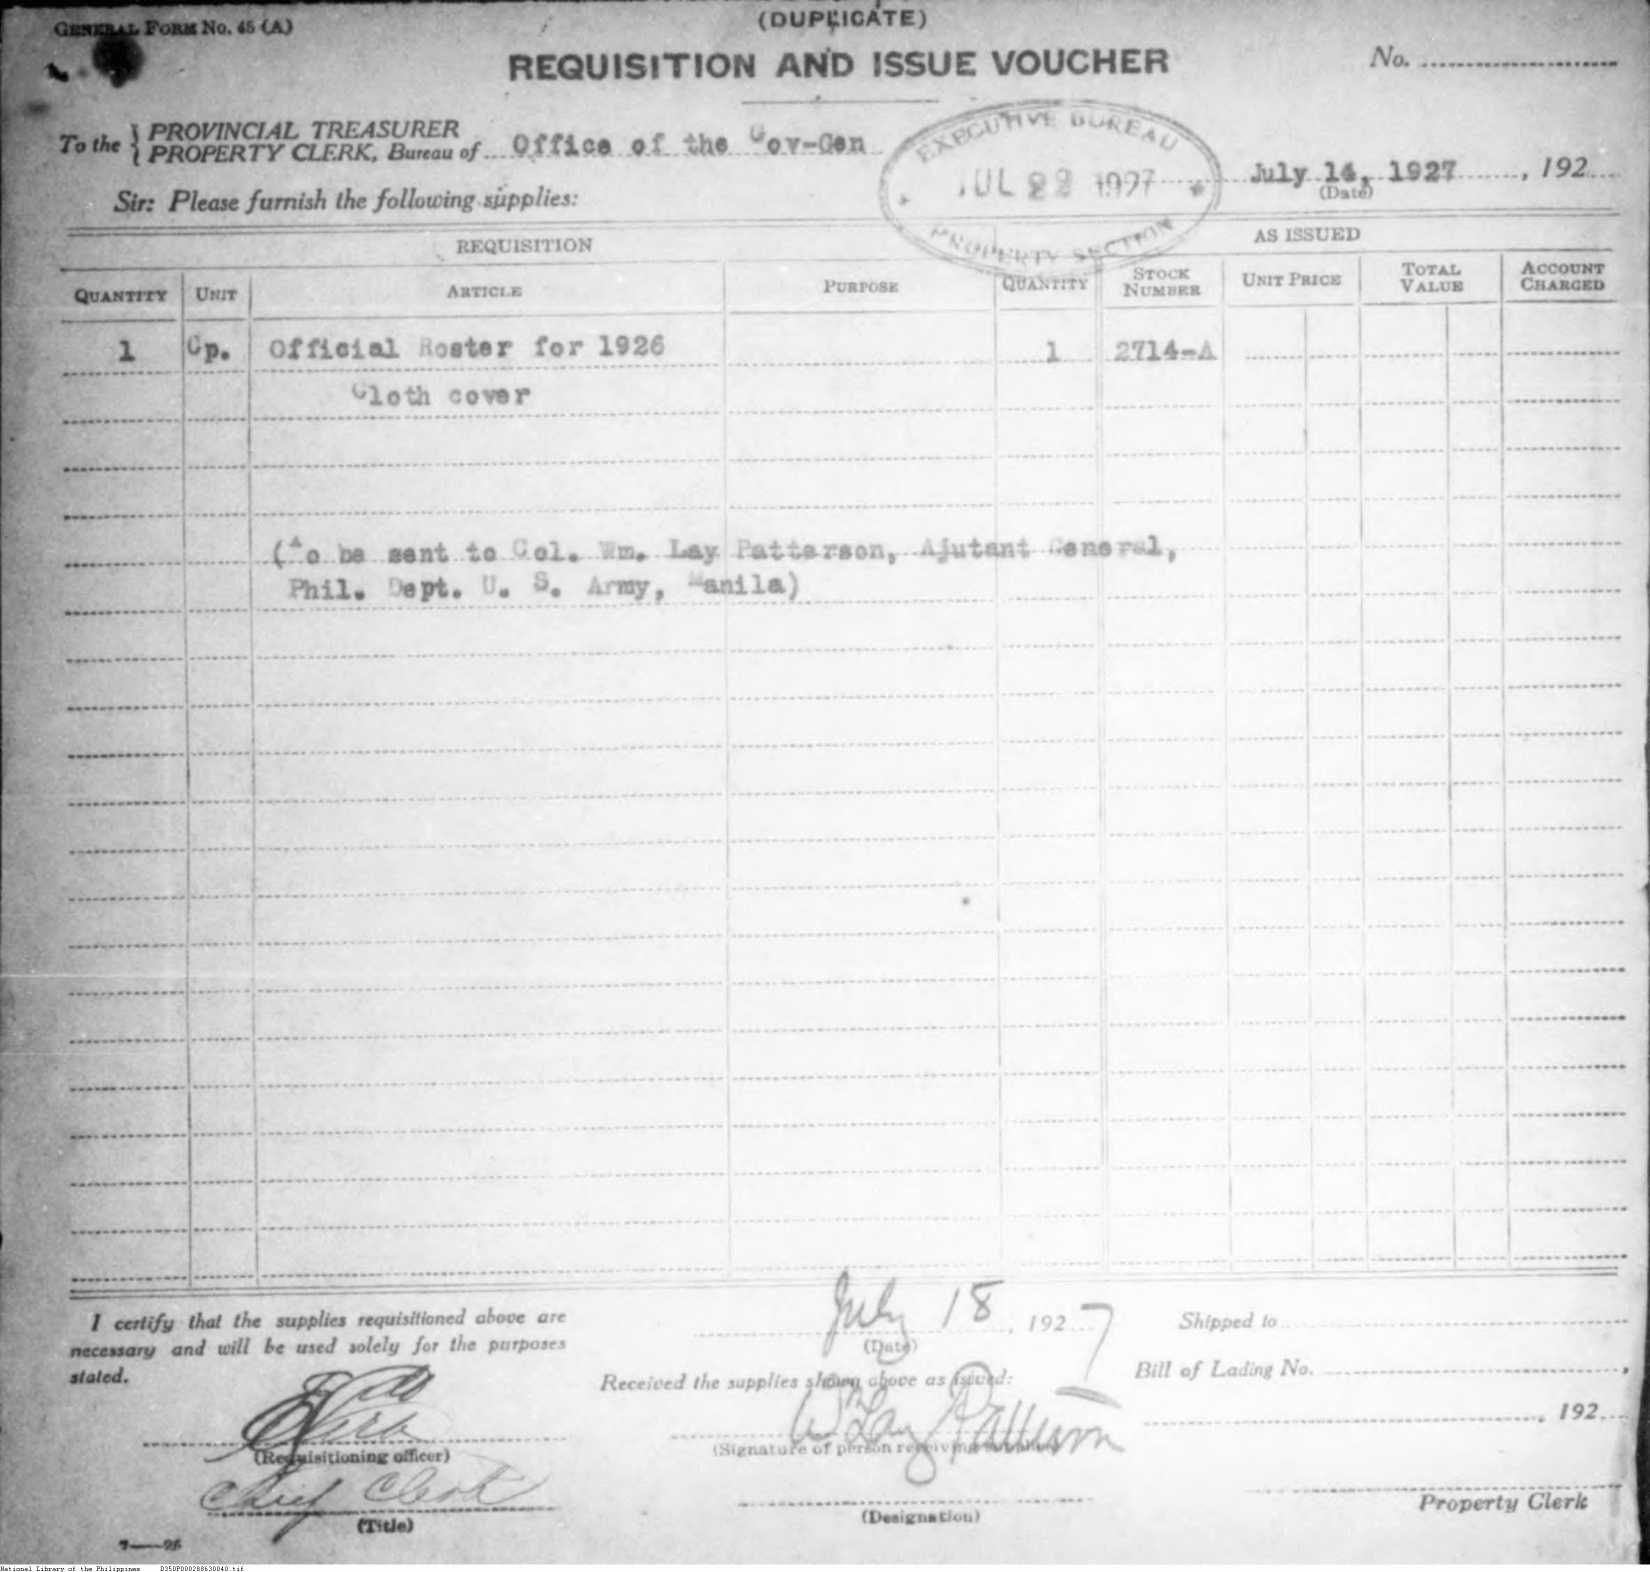 GENERAL FORM NO. 45 (A)
(DUPLICATE)
REQUISITION AND ISSUE VOUCHER
No.
To the { PROVINCIAL TREASURER
PROPERTY CLERK, Bureau of Office of the Gov-Gen
EXECUTIVE BUREAU
JUL 22 1927
PROPERTY SECTION
July 14, 1927, 192
(Date)
Sir: Please furnish the following supplies:
REQUISITION
AS ISSUED
QUANTITY UNIT ARTICLE PURPOSE QUANTITY STOCK NUMBER UNIT PRICE TOTAL VALUE ACCOUNT CHARGED
1 Cp. Official Roster for 1926 1 2714-A
Cloth cover
(To be sent to Col. Wm. Lay Patterson, Ajutant General,
Phil. Dept. U. S. Army, Manila)
I certify that the supplies requisitioned above are
necessary and will be used solely for the purposes
stated.
(Requisitioning officer)
Chief Clerk
(Title)
7—26
July 18, 1927
(Date)
Received the supplies shown above as issued:
W Lay Patterson
(Signature of person receiving supplies)
(Designation)
Shipped to
Bill of Lading No. ,
, 192
Property Clerk
National Library of the Philippines D350P000288630040.tif